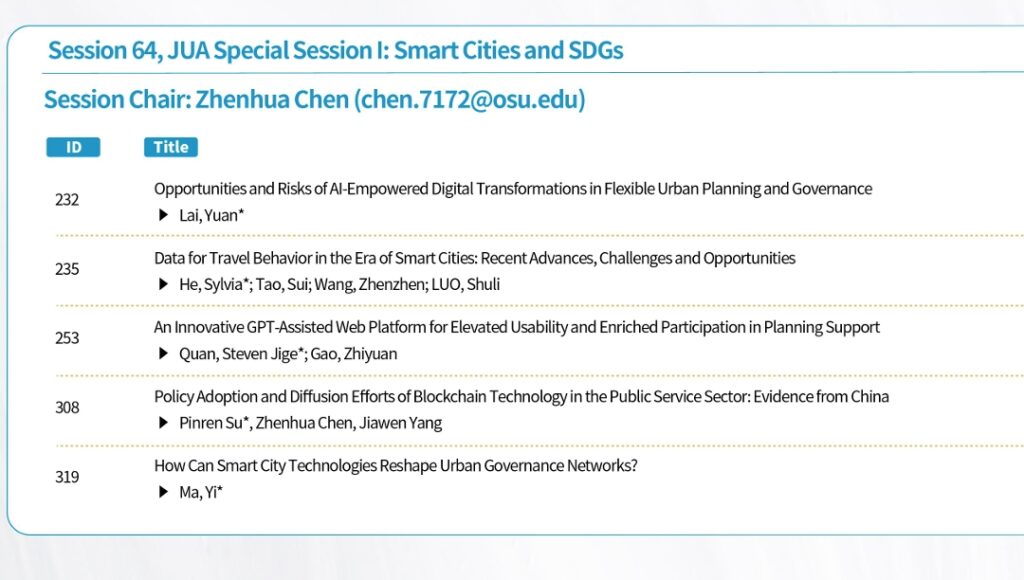 Session 64, JUA Special Session I: Smart Cities and SDGs
Session Chair: Zhenhua Chen (chen.7172@osu.edu)
ID Title
232
Opportunities and Risks of AI-Empowered Digital Transformations in Flexible Urban Planning and Governance
Lai, Yuan*
235
Data for Travel Behavior in the Era of Smart Cities: Recent Advances, Challenges and Opportunities
He, Sylvia*; Tao, Sui; Wang, Zhenzhen; LUO, Shuli
253
An Innovative GPT-Assisted Web Platform for Elevated Usability and Enriched Participation in Planning Support
Quan, Steven Jige*; Gao, Zhiyuan
308
Policy Adoption and Diffusion Efforts of Blockchain Technology in the Public Service Sector: Evidence from China
Pinren Su*, Zhenhua Chen, Jiawen Yang
319
How Can Smart City Technologies Reshape Urban Governance Networks?
Ma, Yi*